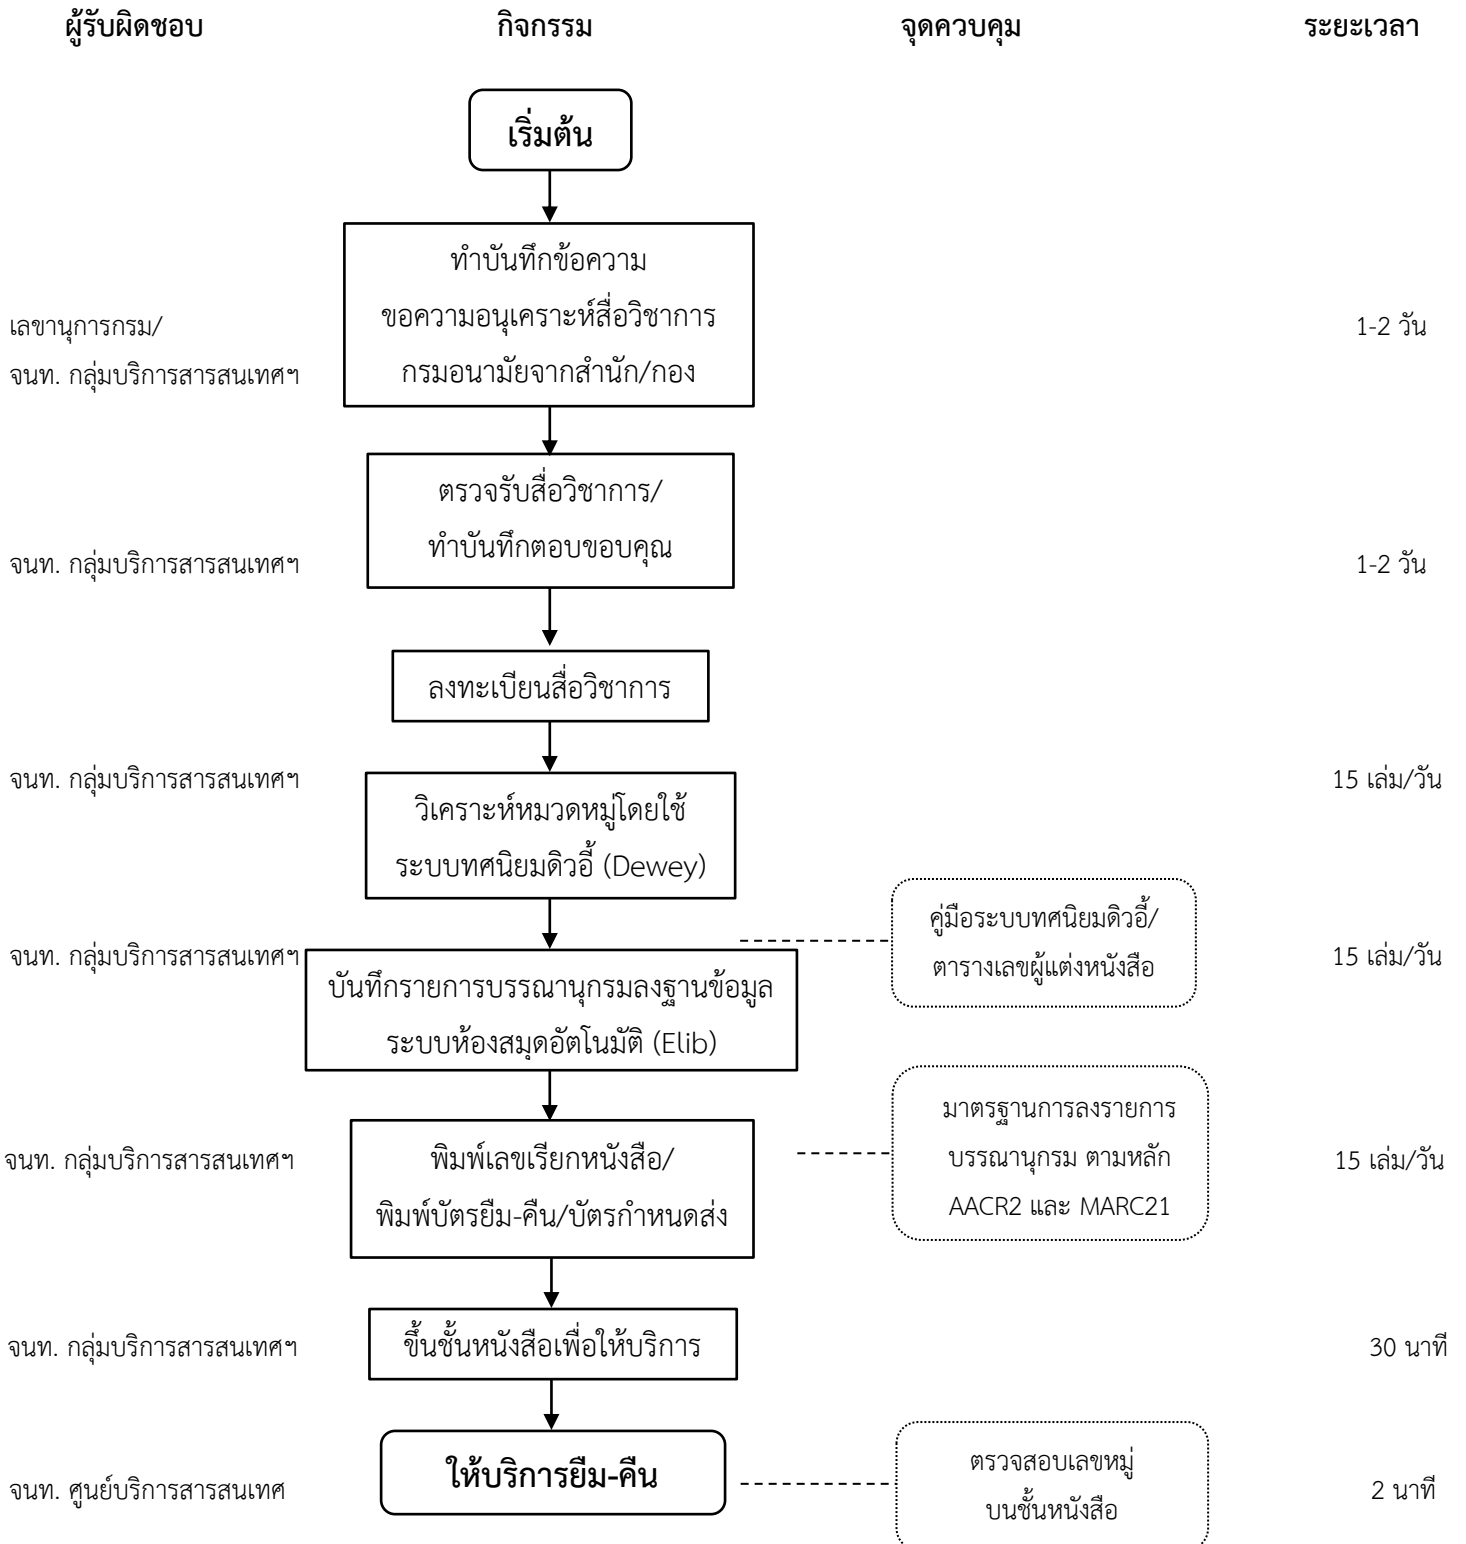 ผู้รับผิดชอบ กิจกรรม จุดควบคุม ระยะเวลา
เริ่มต้น
ทำบันทึกข้อความ
ขอความอนุเคราะห์สื่อวิชาการ
กรมอนามัยจากสำนัก/กอง
เลขานุการกรม/
จนท. กลุ่มบริการสารสนเทศฯ
1-2 วัน
ตรวจรับสื่อวิชาการ/
ทำบันทึกตอบขอบคุณ
จนท. กลุ่มบริการสารสนเทศฯ
1-2 วัน
ลงทะเบียนสื่อวิชาการ
จนท. กลุ่มบริการสารสนเทศฯ
15 เล่ม/วัน
วิเคราะห์หมวดหมู่โดยใช้
ระบบทศนิยมดิวอี้ (Dewey)
คู่มือระบบทศนิยมดิวอี้/
ตารางเลขผู้แต่งหนังสือ
จนท. กลุ่มบริการสารสนเทศฯ
15 เล่ม/วัน
บันทึกรายการบรรณานุกรมลงฐานข้อมูล
ระบบห้องสมุดอัตโนมัติ (Elib)
มาตรฐานการลงรายการ
บรรณานุกรม ตามหลัก
AACR2 และ MARC21
จนท. กลุ่มบริการสารสนเทศฯ
15 เล่ม/วัน
พิมพ์เลขเรียกหนังสือ/
พิมพ์บัตรยืม-คืน/บัตรกำหนดส่ง
จนท. กลุ่มบริการสารสนเทศฯ
ขึ้นชั้นหนังสือเพื่อให้บริการ
30 นาที
จนท. ศูนย์บริการสารสนเทศ
ให้บริการยืม-คืน
ตรวจสอบเลขหมู่
บนชั้นหนังสือ
2 นาที